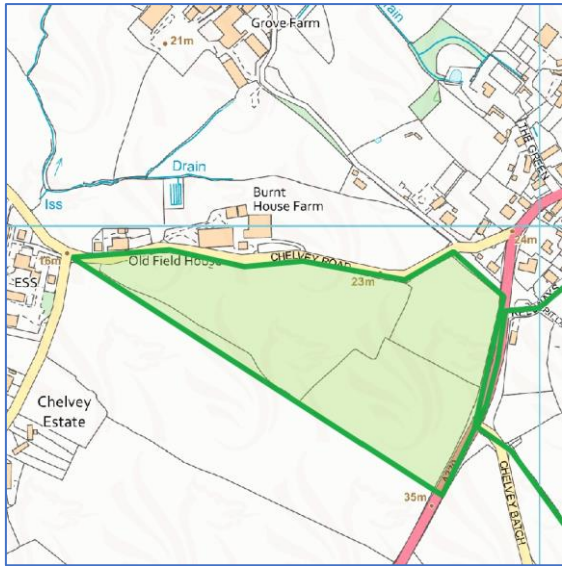 Grove Farm
21m
Drain
Iss
Burnt
House Farm
THE GREEN
24m
16m
Old Field House
CHELVEY ROAD
23m
ESS
Chelvey
Estate
35m
CHELVEY BATCH